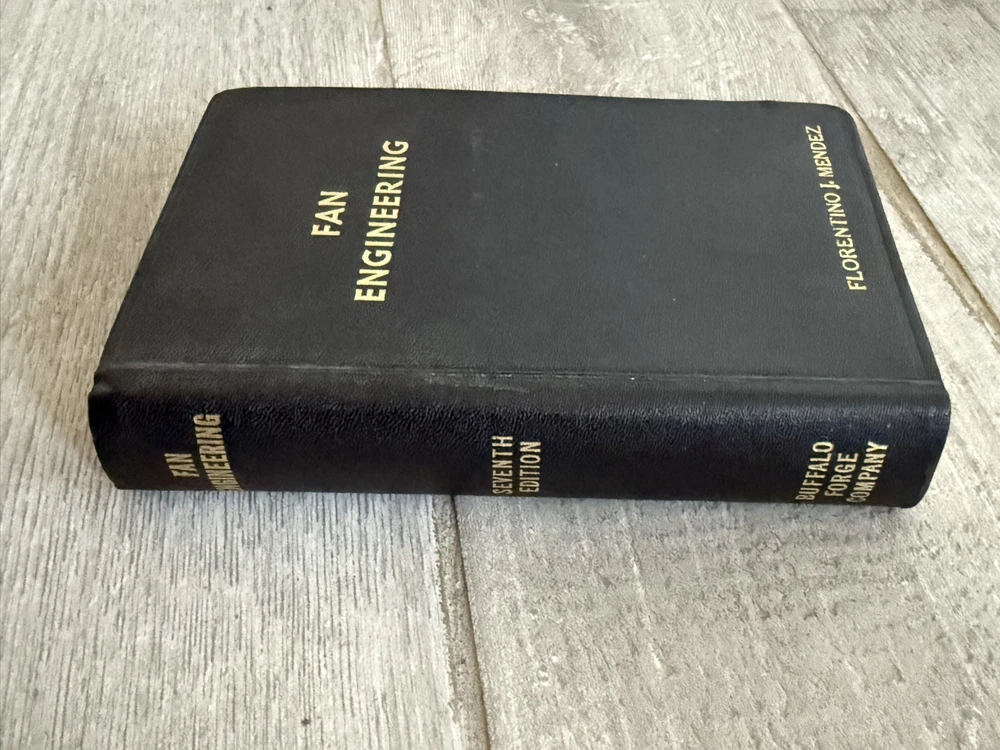 FAN
ENGINEERING
FLORENTINO J. MENDEZ
FAN
ENGINEERING
SEVENTH
EDITION
BUFFALO
FORGE
COMPANY